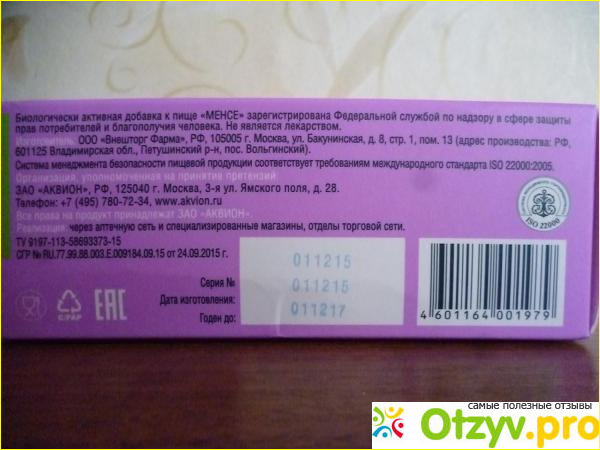 Биологически активная добавка к пище «МЕНСЕ» зарегистрирована Федеральной службой по надзору в сфере защиты
прав потребителей и благополучия человека. Не является лекарством.
Изготовитель: ООО «Внешторг Фарма», РФ, 105005 г. Москва, ул. Бакунинская, д. 8, стр. 1, пом. 13 (адрес производства: РФ,
601125 Владимирская обл., Петушинский р-н, пос. Вольгинский).
Система менеджмента безопасности пищевой продукции соответствует требованиям международного стандарта ISO 22000:2005.
Организация, уполномоченная на принятие претензий:
ЗАО «АКВИОН», РФ, 125040 г. Москва, 3-я ул. Ямского поля, д. 28.
Телефон: +7 (495) 780-72-34, www.akvion.ru
Все права на продукт принадлежат ЗАО «АКВИОН».
Реализация: через аптечную сеть и специализированные магазины, отделы торговой сети.
ТУ 9197-113-58693373-15
СГР № RU.77.99.88.003.Е.009184.09.15 от 24.09.2015 г.
ISO 22000
Серия № 011215
Дата изготовления: 011215
Годен до: 011217
C/PAP
ЕАС
4 601164 001979
самые полезные отзывы
Otzyv.pro